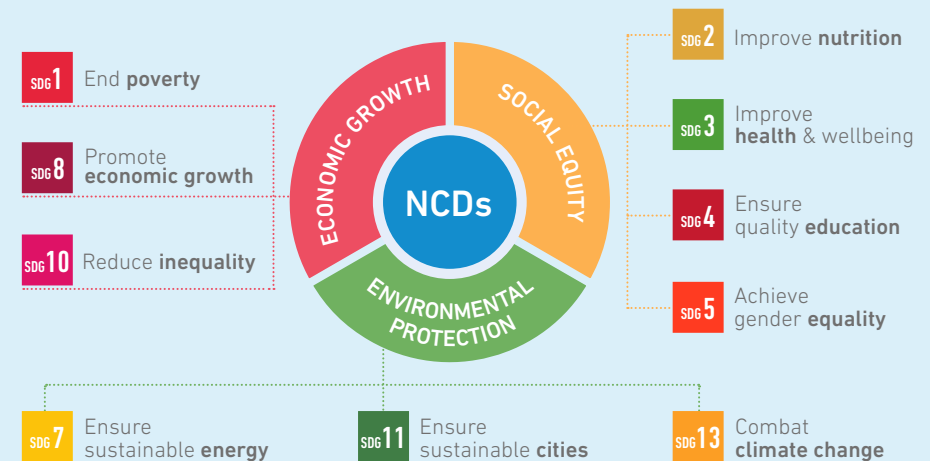 SDG 1 End poverty
SDG 8 Promote
economic growth
SDG 10 Reduce inequality
ECONOMIC GROWTH
SOCIAL EQUITY
NCDs
ENVIRONMENTAL
PROTECTION
SDG 2 Improve nutrition
SDG 3 Improve
health & wellbeing
SDG 4 Ensure
quality education
SDG 5 Achieve
gender equality
SDG 7 Ensure
sustainable energy
SDG 11 Ensure
sustainable cities
SDG 13 Combat
climate change